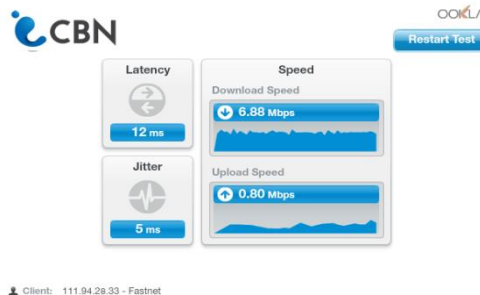 CBN
OOKLA
Restart Test
Latency
12 ms
Jitter
5 ms
Speed
Download Speed
6.88 Mbps
Upload Speed
0.80 Mbps
Client: 111.94.28.33 - Fastnet